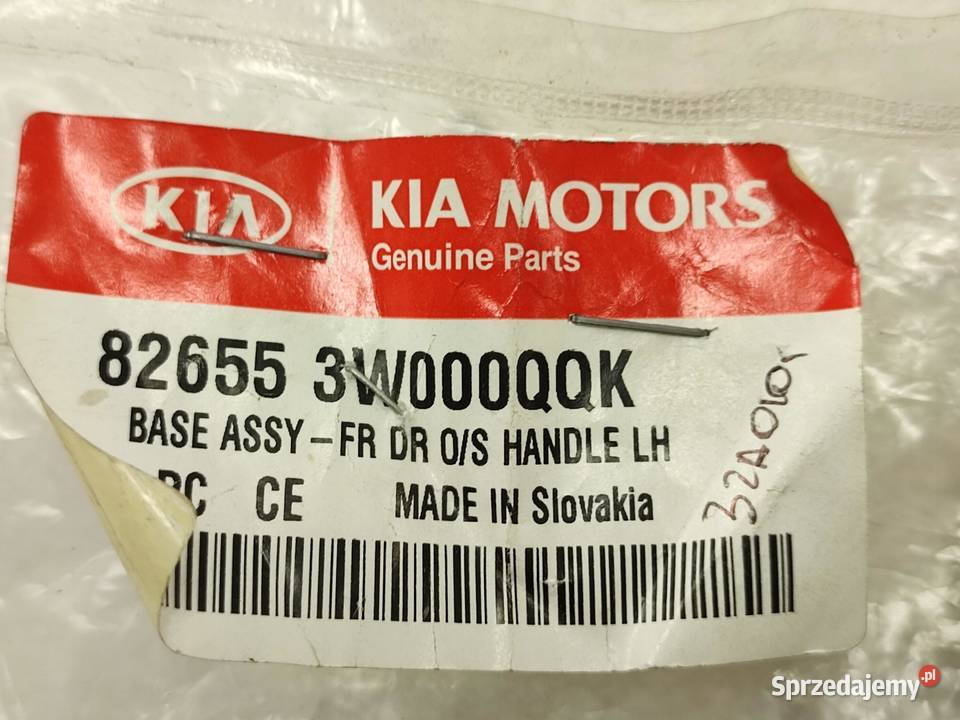 KIA
KIA MOTORS
Genuine Parts
82655 3W000QQK
BASE ASSY-FR DR O/S HANDLE LH
PC CE MADE IN Slovakia
Sprzedajemy.pl